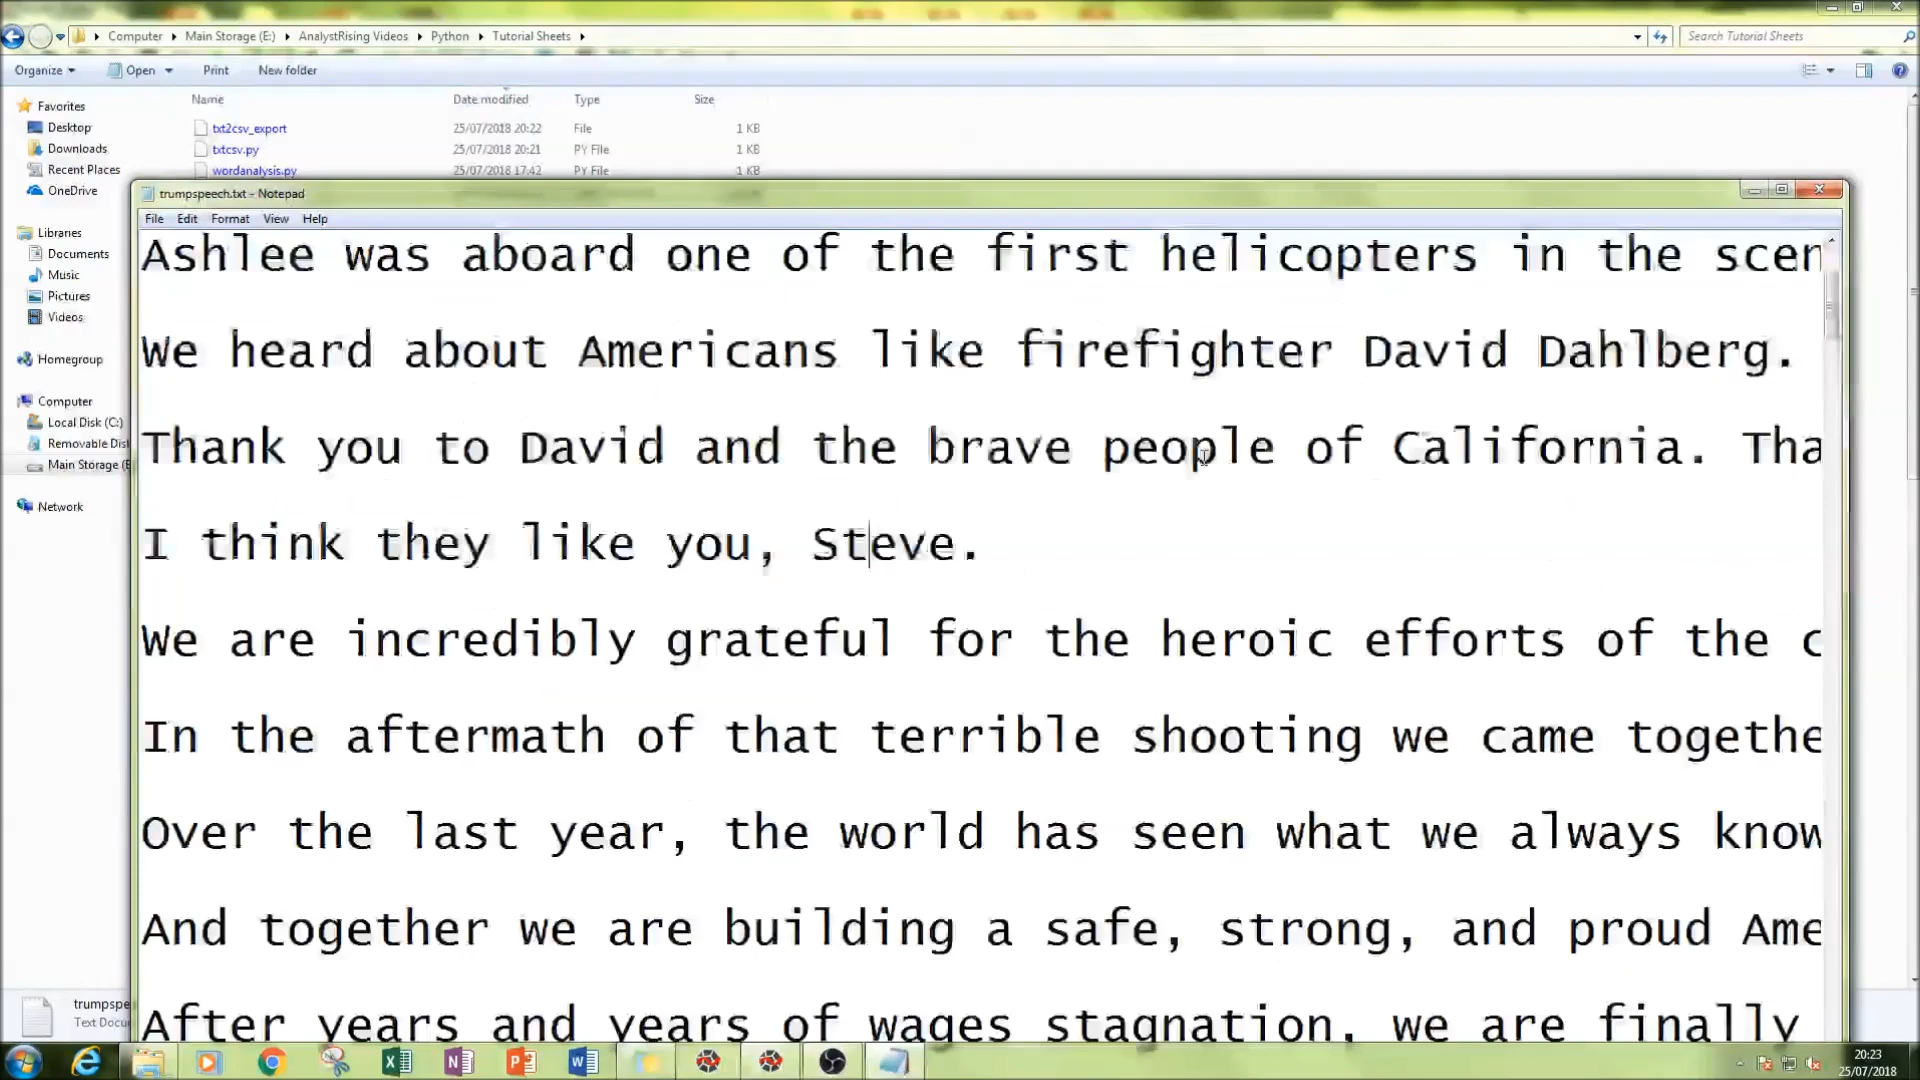 Computer Main Storage (E:) AnalystRising Videos Python Tutorial Sheets
Search Tutorial Sheets
Organize Open Print New folder
Name Date modified Type Size
Favorites
Desktop
Downloads
Recent Places
OneDrive
Libraries
Documents
Music
Pictures
Videos
Homegroup
Computer
Local Disk (C:)
Removable Disl
Main Storage (E
Network
txt2csv_export 25/07/2018 20:22 File 1 KB
txtcsv.py 25/07/2018 20:21 PY File 1 KB
wordanalysis.py 25/07/2018 17:42 PY File 1 KB
trumpspeech.txt - Notepad
File Edit Format View Help
Ashlee was aboard one of the first helicopters in the scen
We heard about Americans like firefighter David Dahlberg.
Thank you to David and the brave people of California. Tha
I think they like you, Steve.
We are incredibly grateful for the heroic efforts of the c
In the aftermath of that terrible shooting we came togethe
Over the last year, the world has seen what we always know
And together we are building a safe, strong, and proud Ame
After years and years of wages stagnation, we are finally
trumpspe
Text Docu
20:23
25/07/2018